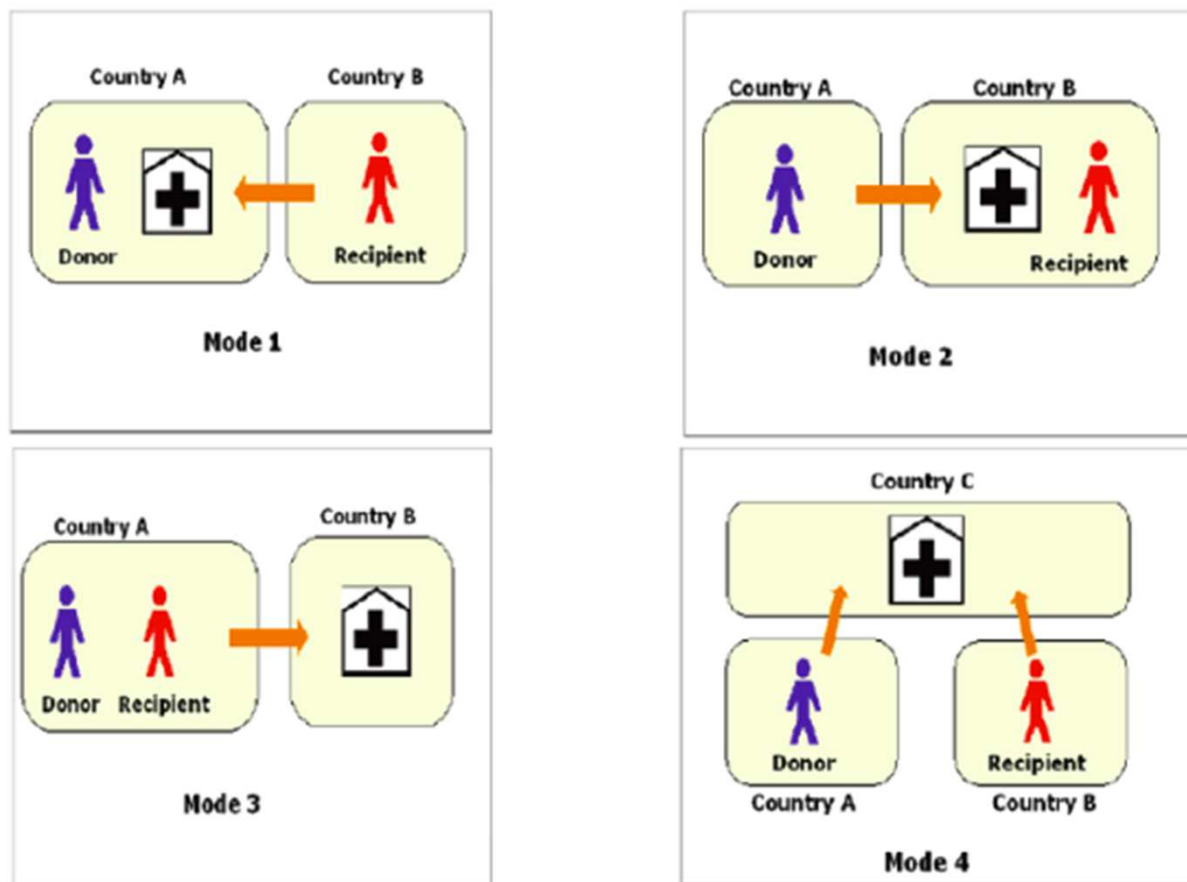 Country A
Country B
Donor
Recipient
Mode 1
Country A
Country B
Donor
Recipient
Mode 2
Country A
Country B
Donor Recipient
Mode 3
Country C
Donor
Recipient
Country A
Country B
Mode 4